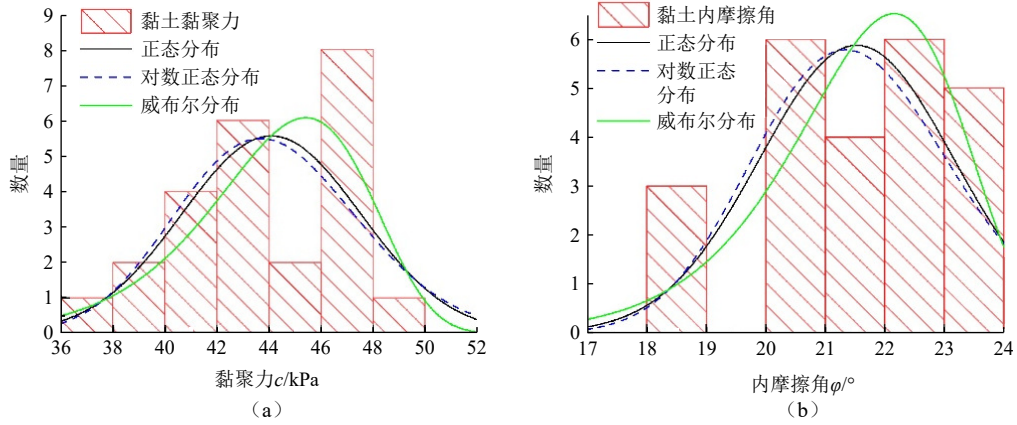 黏土黏聚力
正态分布
对数正态分布
威布尔分布
9
8
7
6
5
4
3
2
1
0
数量
36 38 40 42 44 46 48 50 52
黏聚力c/kPa
（a）
黏土内摩擦角
正态分布
对数正态
分布
威布尔分布
6
5
4
3
2
1
0
数量
17 18 19 20 21 22 23 24
内摩擦角φ/°
（b）